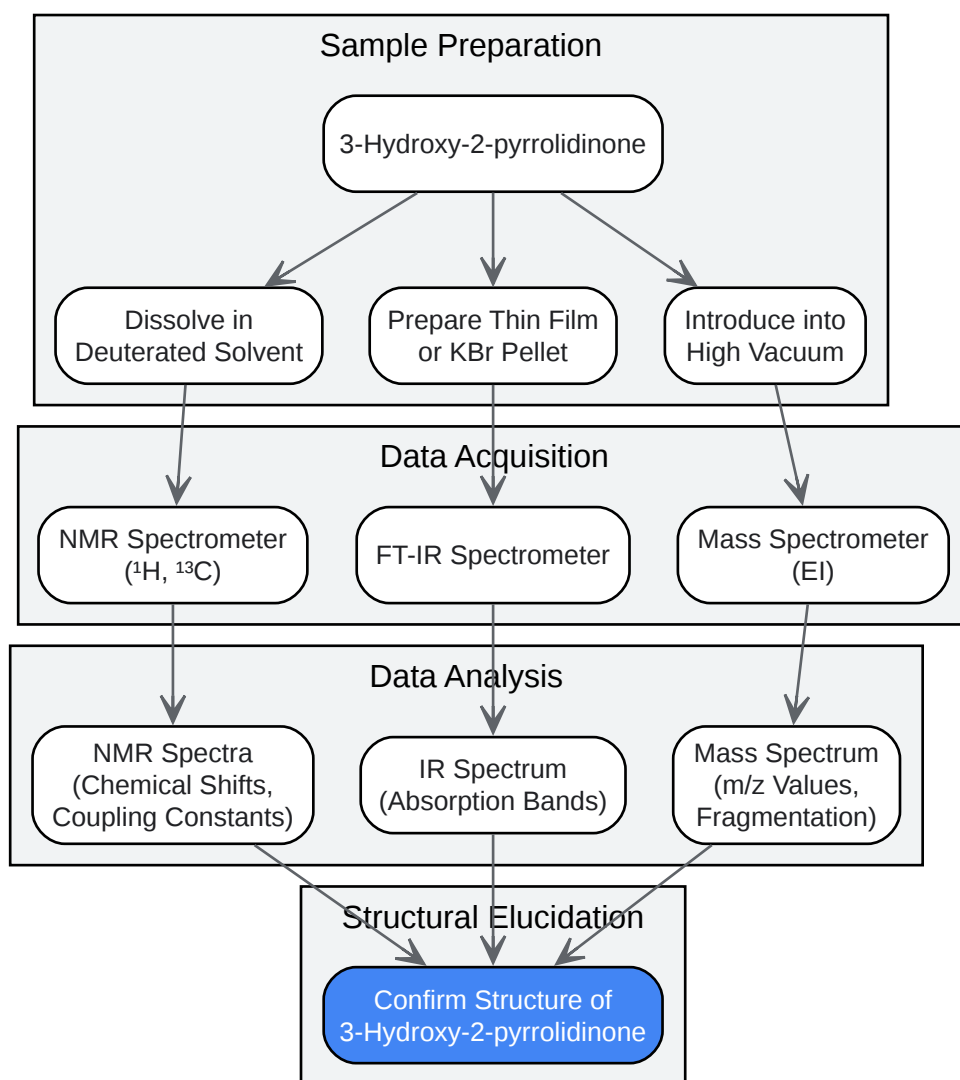 Sample Preparation
3-Hydroxy-2-pyrrolidinone
Dissolve in
Deuterated Solvent
Prepare Thin Film
or KBr Pellet
Introduce into
High Vacuum
Data Acquisition
NMR Spectrometer
(¹H, ¹³C)
FT-IR Spectrometer
Mass Spectrometer
(EI)
Data Analysis
NMR Spectra
(Chemical Shifts,
Coupling Constants)
IR Spectrum
(Absorption Bands)
Mass Spectrum
(m/z Values,
Fragmentation)
Structural Elucidation
Confirm Structure of
3-Hydroxy-2-pyrrolidinone